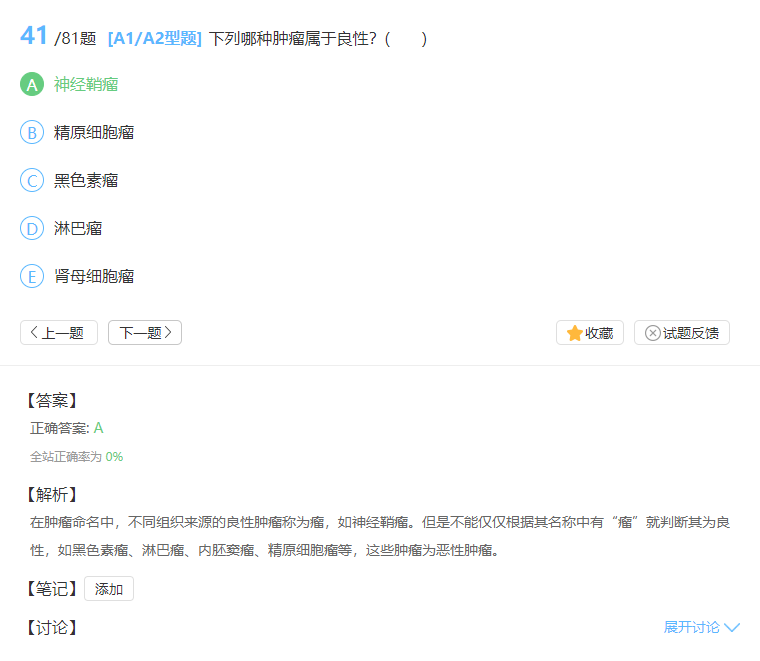 41 /81题 [A1/A2型题] 下列哪种肿瘤属于良性？(　　)
A 神经鞘瘤
B 精原细胞瘤
C 黑色素瘤
D 淋巴瘤
E 肾母细胞瘤
上一题 下一题 收藏 试题反馈
【答案】
正确答案: A
全站正确率为 0%
【解析】
在肿瘤命名中，不同组织来源的良性肿瘤称为瘤，如神经鞘瘤。但是不能仅仅根据其名称中有“瘤”就判断其为良
性，如黑色素瘤、淋巴瘤、内胚窦瘤、精原细胞瘤等，这些肿瘤为恶性肿瘤。
【笔记】 添加
【讨论】 展开讨论